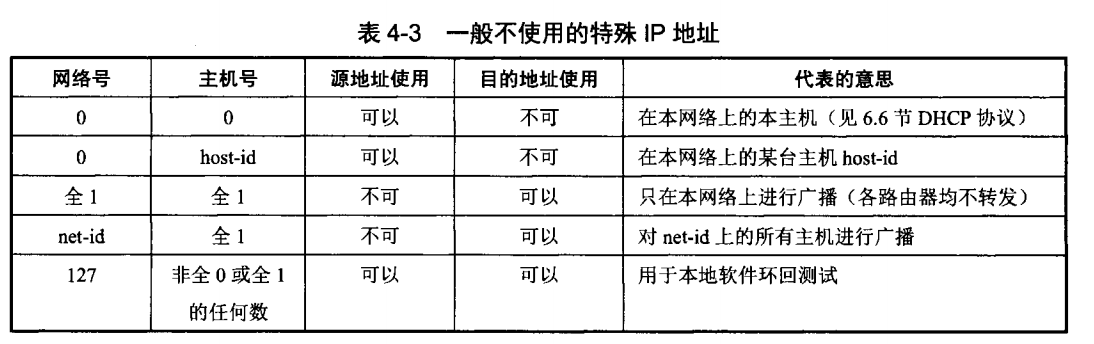 表 4-3 一般不使用的特殊 IP 地址
网络号 主机号 源地址使用 目的地址使用 代表的意思
0 0 可以 不可 在本网络上的本主机（见 6.6 节 DHCP 协议）
0 host-id 可以 不可 在本网络上的某台主机 host-id
全 1 全 1 不可 可以 只在本网络上进行广播（各路由器均不转发）
net-id 全 1 不可 可以 对 net-id 上的所有主机进行广播
127 非全 0 或全 1 可以 可以 用于本地软件环回测试
的任何数